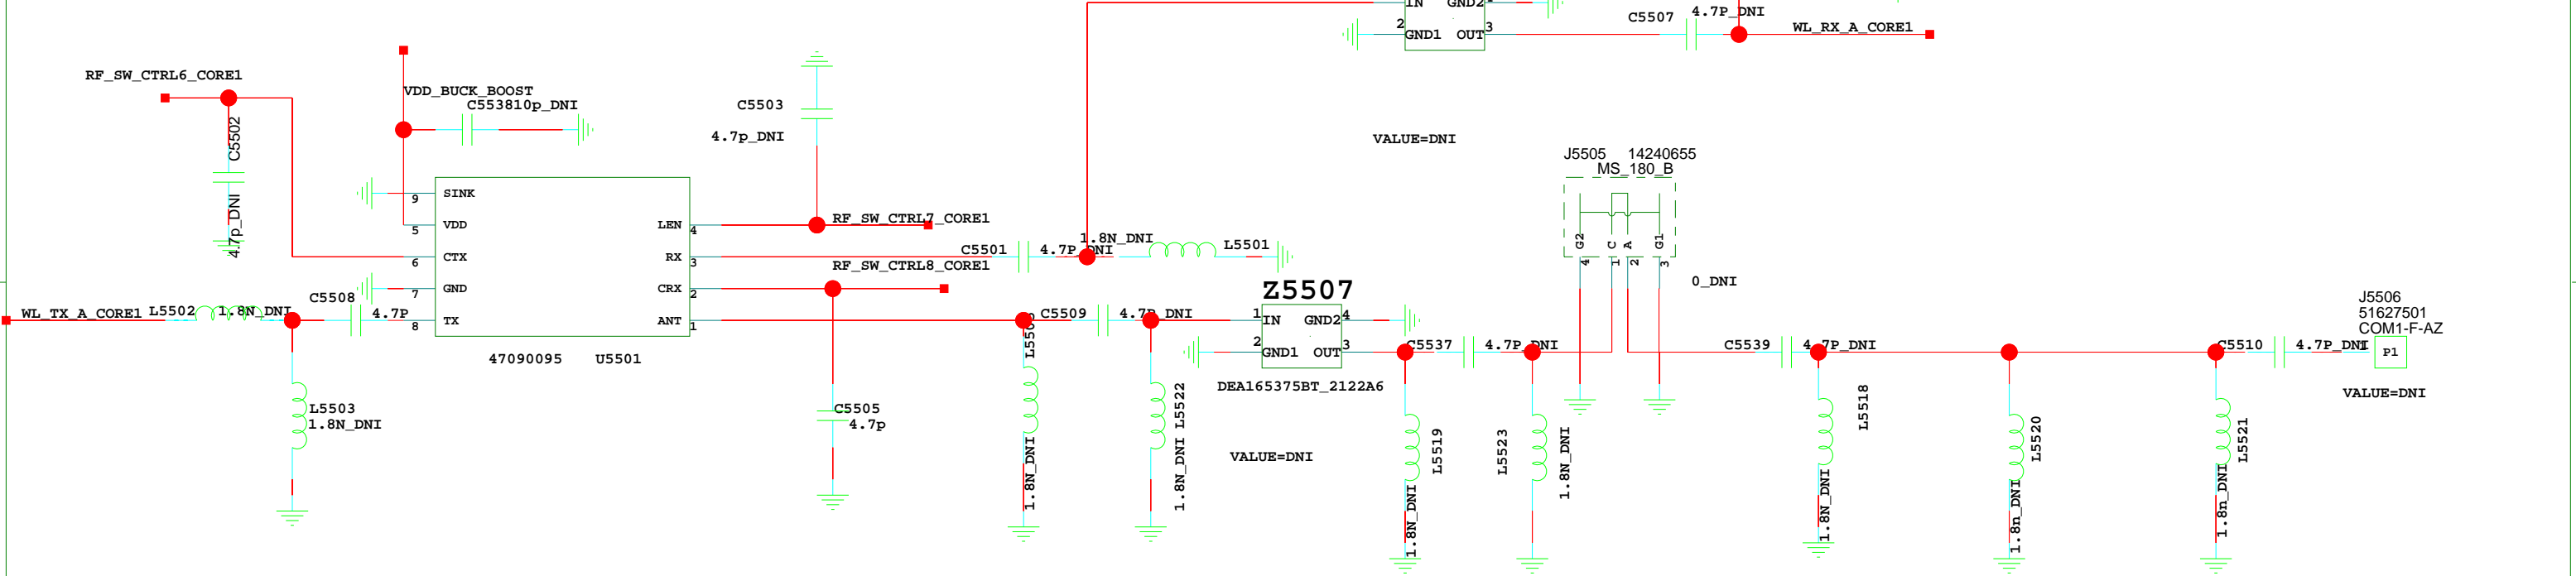 IN GND2
2 GND1 OUT 3
C5507 4.7P_DNI
WL_RX_A_CORE1
RF_SW_CTRL6_CORE1
C5502
4.7p_DNI
VDD_BUCK_BOOST
C5538 10p_DNI
C5503
4.7p_DNI
VALUE=DNI
J5505 14240655
MS_180_B
G2 C A G1
4 1 2 3
0_DNI
9 SINK
5 VDD
6 CTX
7 GND
8 TX
LEN 4
RX 3
CRX 2
ANT 1
47090095 U5501
RF_SW_CTRL7_CORE1
C5501 4.7P_DNI
1.8N_DNI L5501
RF_SW_CTRL8_CORE1
WL_TX_A_CORE1 L5502 1.8N_DNI
C5508 4.7P
L5503
1.8N_DNI
C5505
4.7p
1.8N_DNI
C5509 4.7P_DNI
1.8N_DNI L5522
Z5507
1 IN GND2 4
2 GND1 OUT 3
DEA165375BT_2122A6
VALUE=DNI
C5537 4.7P_DNI
L5519
1.8N_DNI
L5523
1.8N_DNI
C5539 4.7P_DNI
L5518
1.8N_DNI
L5520
1.8n_DNI
C5510 4.7P_DNI
L5521
1.8n_DNI
J5506
51627501
COM1-F-AZ
1 P1
VALUE=DNI